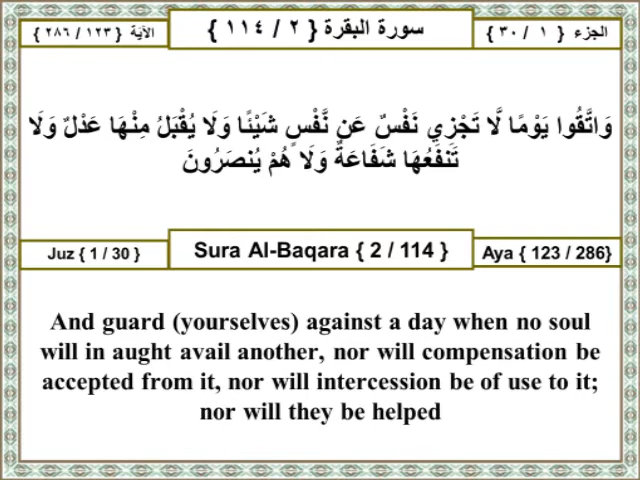 الجزء { ١ / ٣٠ }
سورة البقرة { ٢ / ١١٤ }
الآية { ١٢٣ / ٢٨٦ }
وَاتَّقُوا يَوْمًا لَّا تَجْزِي نَفْسٌ عَن نَّفْسٍ شَيْئًا وَلَا يُقْبَلُ مِنْهَا عَدْلٌ وَلَا
تَنفَعُهَا شَفَاعَةٌ وَلَا هُمْ يُنصَرُونَ
Juz { 1 / 30 }
Sura Al-Baqara { 2 / 114 }
Aya { 123 / 286}
And guard (yourselves) against a day when no soul
will in aught avail another, nor will compensation be
accepted from it, nor will intercession be of use to it;
nor will they be helped